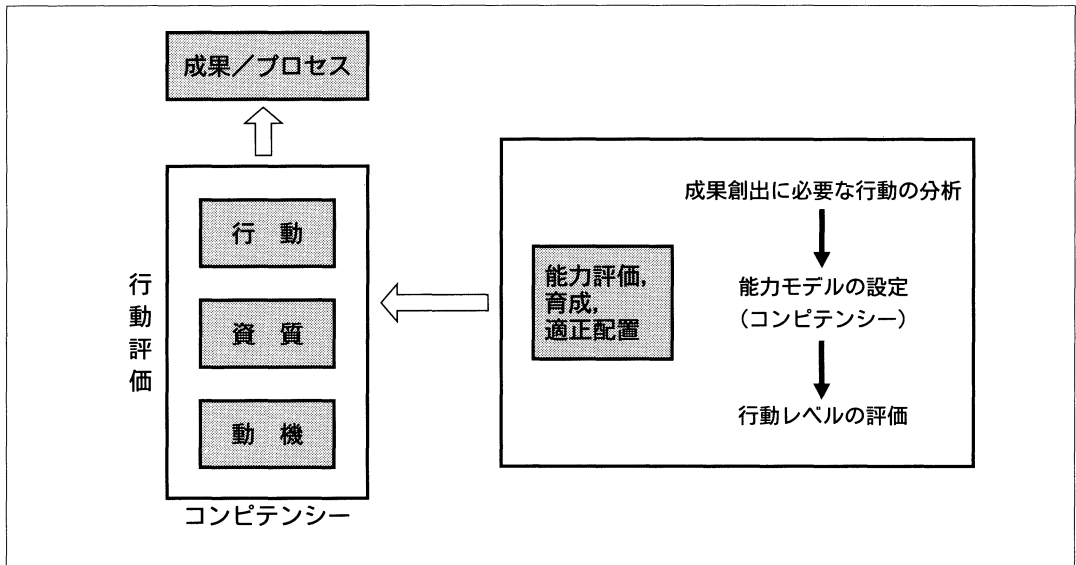 成果／プロセス
行動評価
行　動
資　質
動　機
コンピテンシー
能力評価,
育成,
適正配置
成果創出に必要な行動の分析
能力モデルの設定
（コンピテンシー）
行動レベルの評価